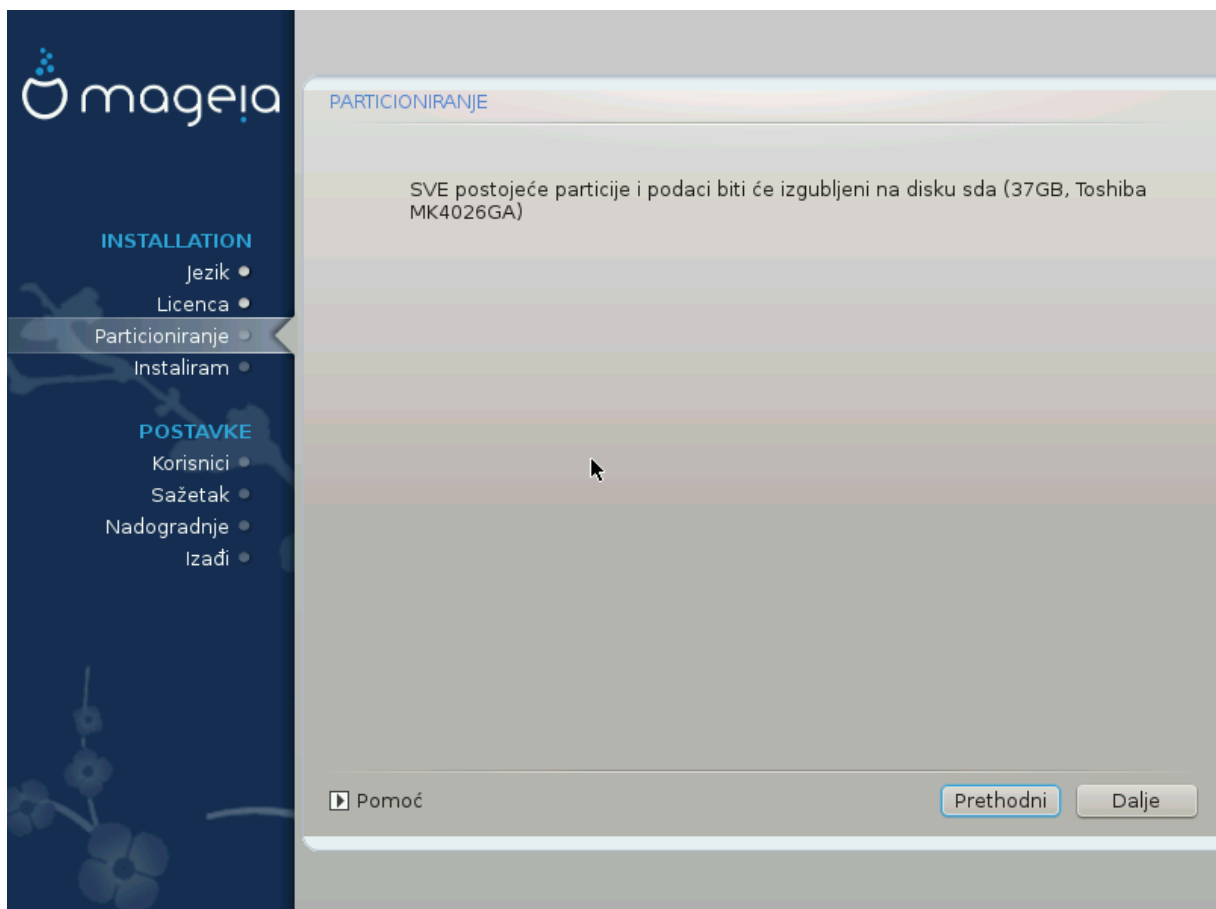 mageia
INSTALLATION
Jezik
Licenca
Particioniranje
Instaliram
POSTAVKE
Korisnici
Sažetak
Nadogradnje
Izađi
PARTICIONIRANJE
SVE postojeće particije i podaci biti će izgubljeni na disku sda (37GB, Toshiba
MK4026GA)
Pomoć
Prethodni
Dalje